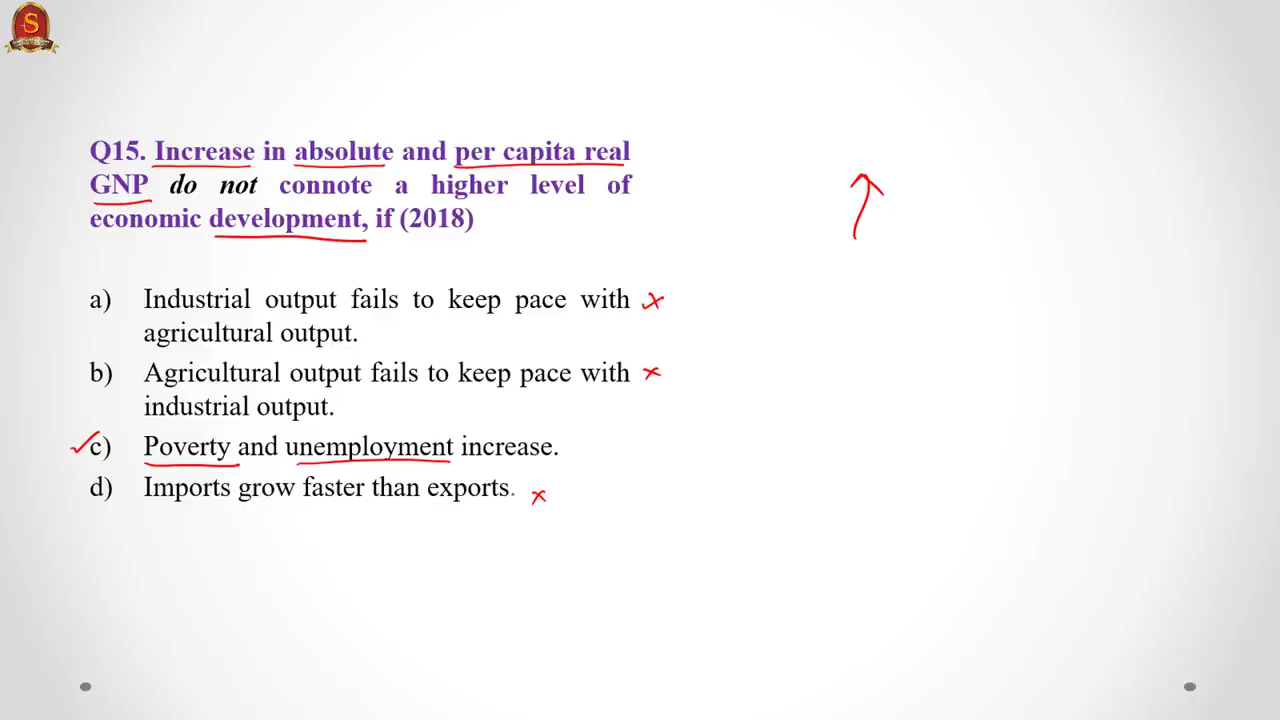 S
Q15. Increase in absolute and per capita real
GNP do not connote a higher level of
economic development, if (2018)
a) Industrial output fails to keep pace with
agricultural output.
b) Agricultural output fails to keep pace with
industrial output.
c) Poverty and unemployment increase.
d) Imports grow faster than exports.